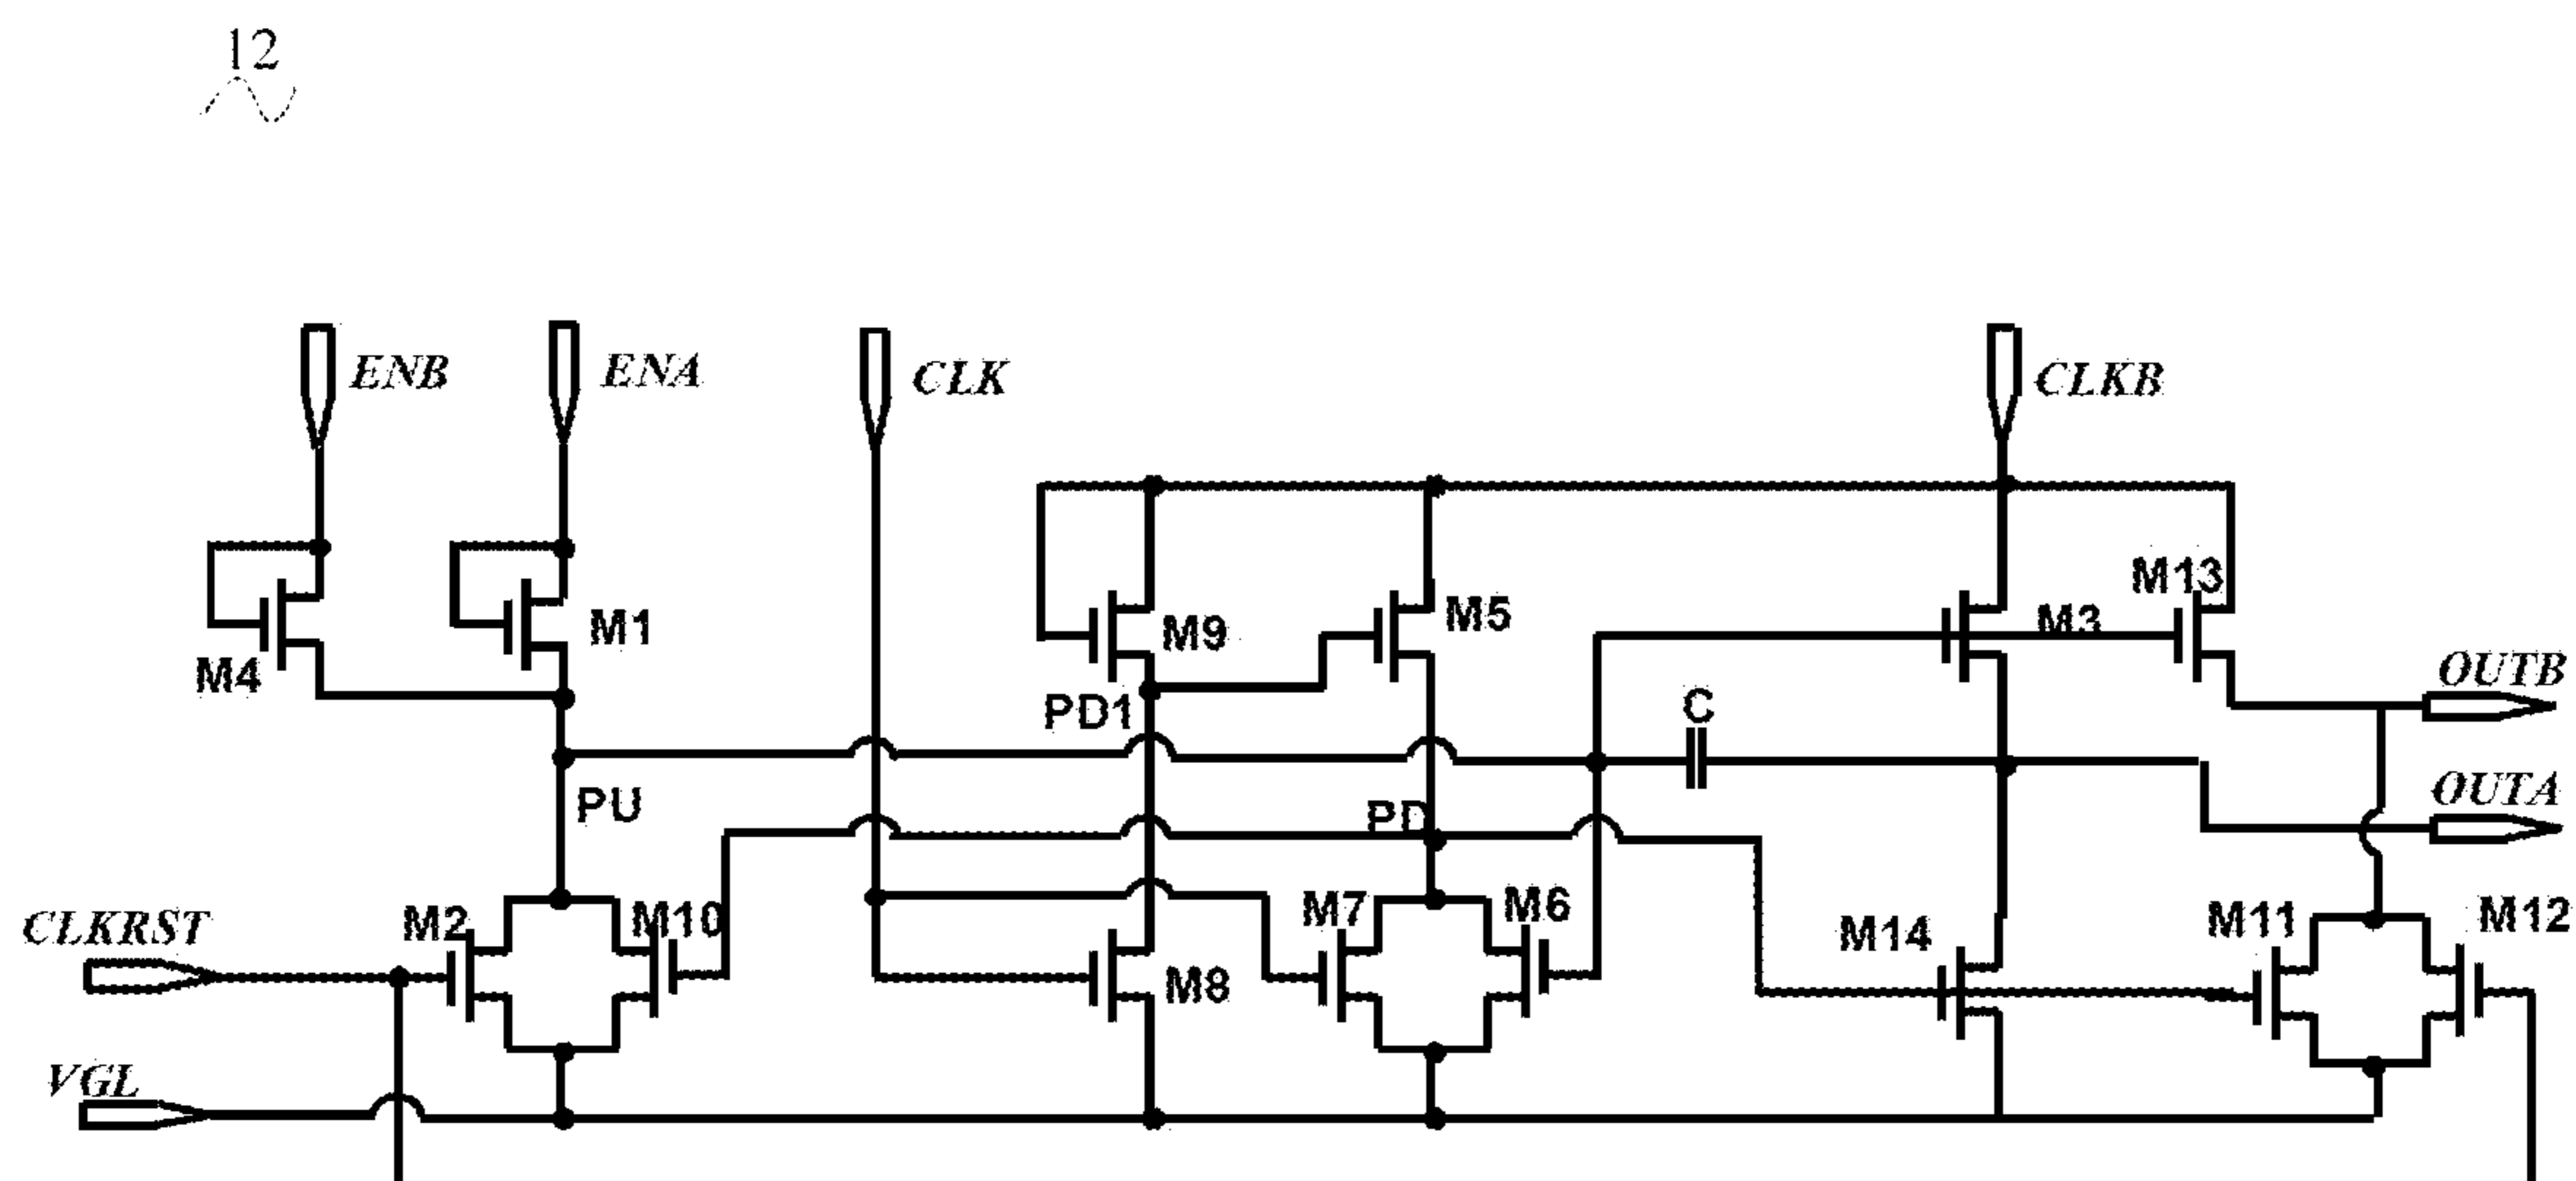 12
ENB
ENA
CLK
CLKB
M13
M9
M5
M3
M4
M1
OUTB
PD1
C
OUTA
PU
PD
CLKRST
M2
M10
M7
M6
M14
M11
M12
M8
VGL